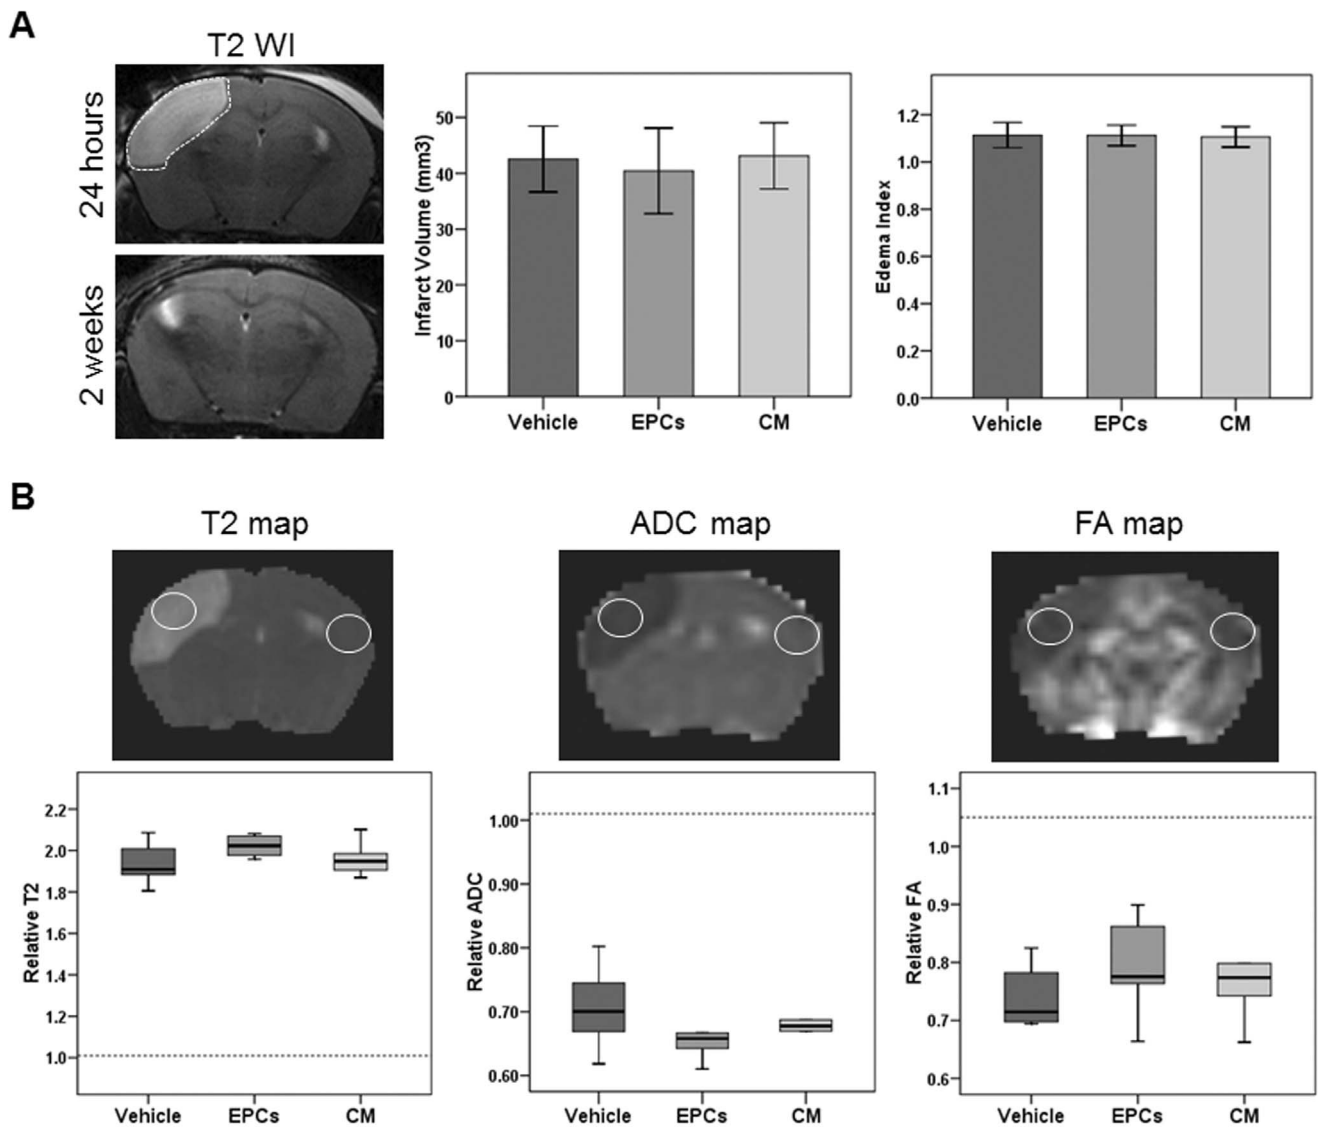 A
T2 WI
24 hours
2 weeks
Infarct Volume (mm3)
50
40
30
20
10
0
Vehicle EPCs CM
Edema Index
1.2
1.0
0.8
0.6
0.4
0.2
0.0
Vehicle EPCs CM
B
T2 map
ADC map
FA map
Relative T2
2.2
2.0
1.8
1.6
1.4
1.2
1.0
Vehicle EPCs CM
Relative ADC
1.00
0.90
0.80
0.70
0.60
Vehicle EPCs CM
Relative FA
1.1
1.0
0.9
0.8
0.7
0.6
Vehicle EPCs CM